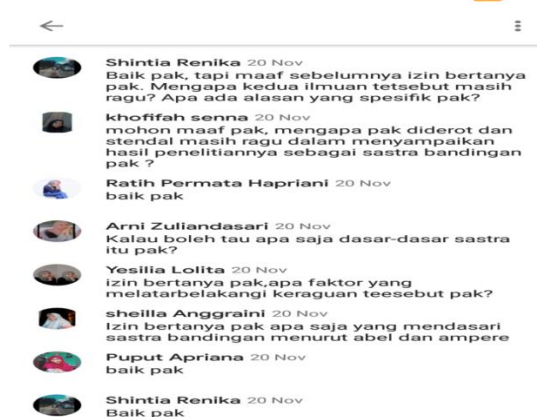 Shintia Renika 20 Nov
Baik pak, tapi maaf sebelumnya izin bertanya
pak. Mengapa kedua ilmuan tetsebut masih
ragu? Apa ada alasan yang spesifik pak?
khofifah senna 20 Nov
mohon maaf pak, mengapa pak diderot dan
stendal masih ragu dalam menyampaikan
hasil penelitiannya sebagai sastra bandingan
pak ?
Ratih Permata Hapriani 20 Nov
baik pak
Arni Zuliandasari 20 Nov
Kalau boleh tau apa saja dasar-dasar sastra
itu pak?
Yesilia Lolita 20 Nov
izin bertanya pak,apa faktor yang
melatarbelakangi keraguan teesebut pak?
sheilla Anggraini 20 Nov
Izin bertanya pak apa saja yang mendasari
sastra bandingan menurut abel dan ampere
Puput Apriana 20 Nov
baik pak
Shintia Renika 20 Nov
Baik pak